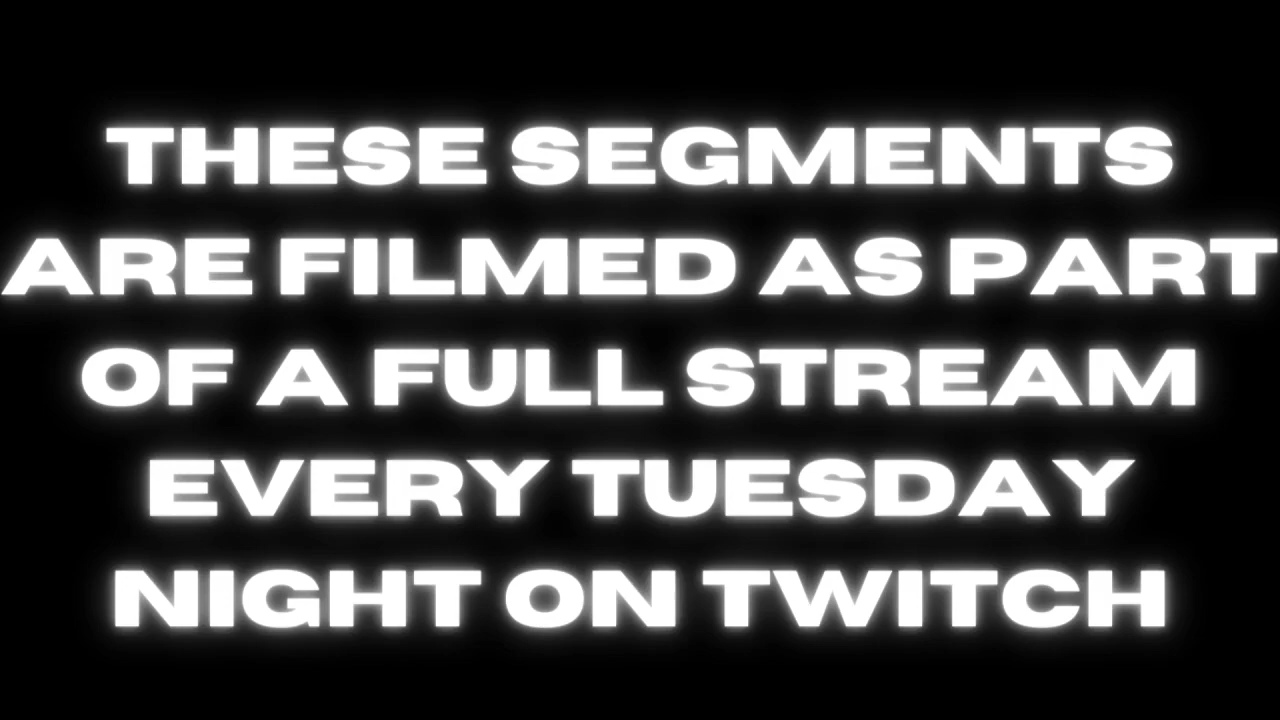 THESE SEGMENTS
ARE FILMED AS PART
OF A FULL STREAM
EVERY TUESDAY
NIGHT ON TWITCH